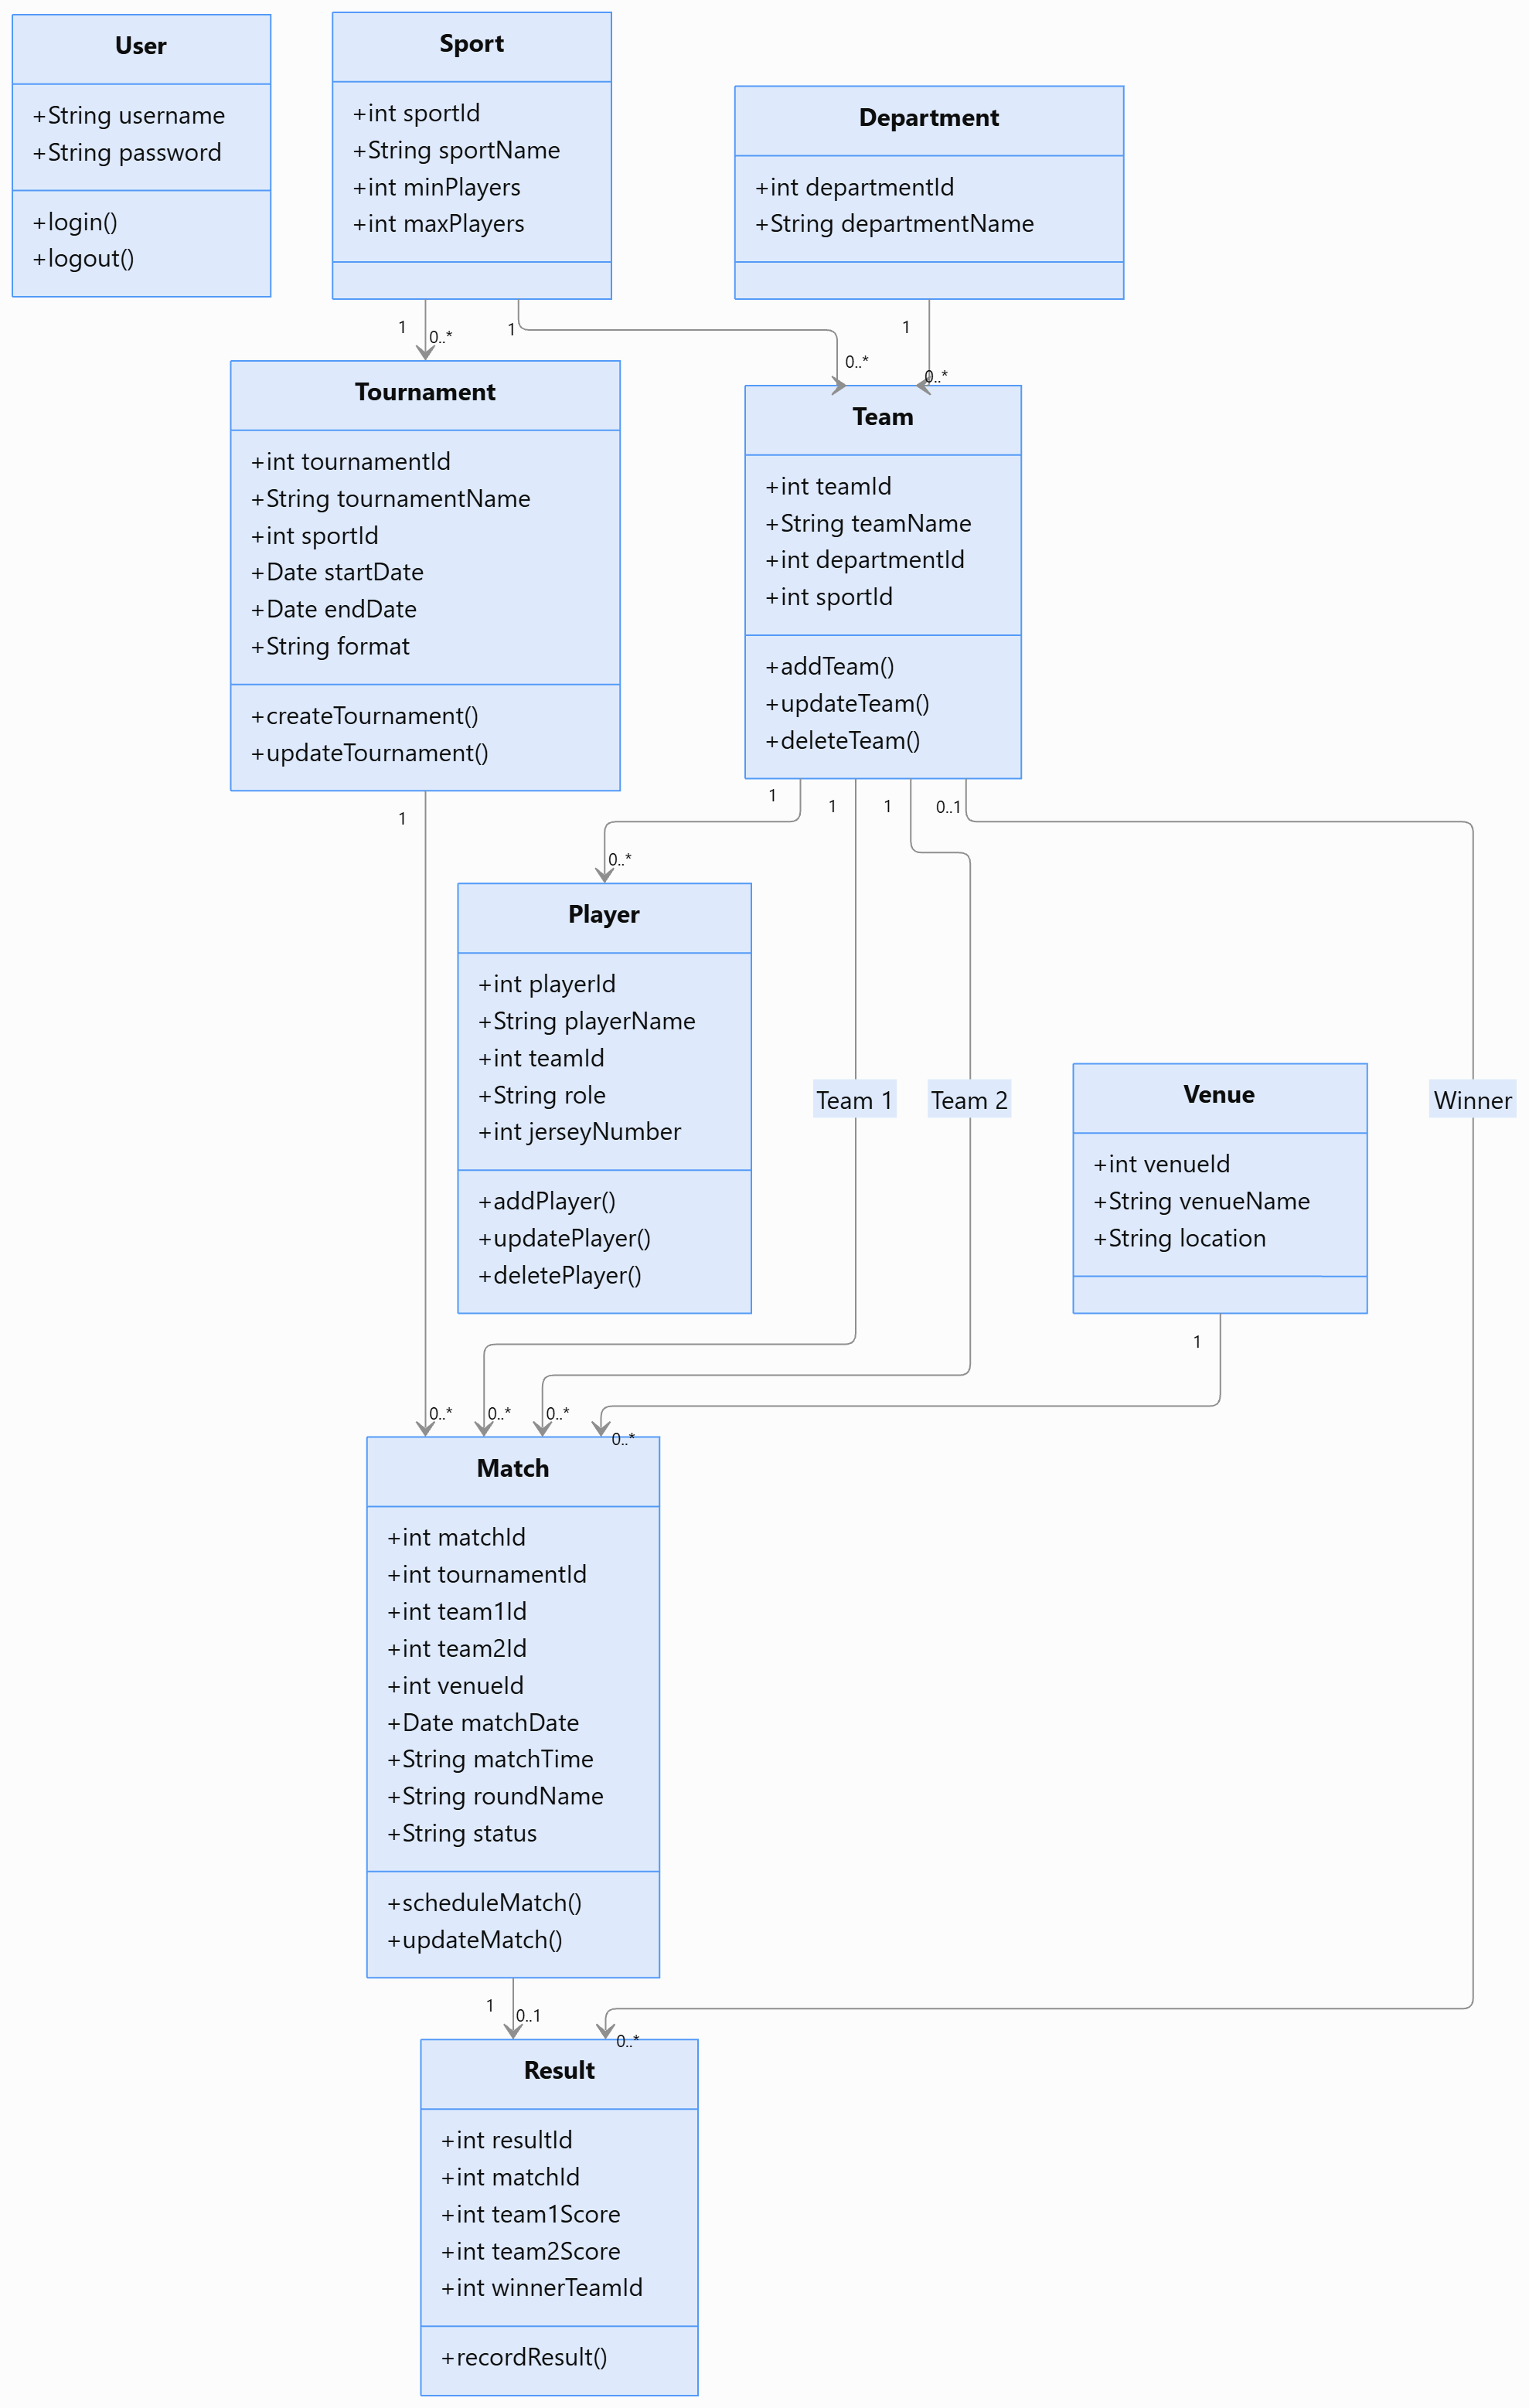 User
+String username
+String password
+login()
+logout()
Sport
+int sportId
+String sportName
+int minPlayers
+int maxPlayers
Department
+int departmentId
+String departmentName
1
0..*
1
0..*
1
0..*
Tournament
+int tournamentId
+String tournamentName
+int sportId
+Date startDate
+Date endDate
+String format
+createTournament()
+updateTournament()
Team
+int teamId
+String teamName
+int departmentId
+int sportId
+addTeam()
+updateTeam()
+deleteTeam()
1
1
1
1
0..1
0..*
Player
+int playerId
+String playerName
+int teamId
+String role
+int jerseyNumber
+addPlayer()
+updatePlayer()
+deletePlayer()
Team 1
Team 2
Venue
+int venueId
+String venueName
+String location
Winner
1
0..*
0..*
0..*
0..*
Match
+int matchId
+int tournamentId
+int team1Id
+int team2Id
+int venueId
+Date matchDate
+String matchTime
+String roundName
+String status
+scheduleMatch()
+updateMatch()
1
0..1
0..*
Result
+int resultId
+int matchId
+int team1Score
+int team2Score
+int winnerTeamId
+recordResult()